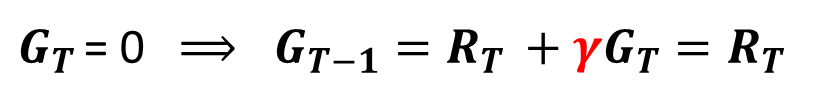 G_T = 0 ⟹ G_{T−1} = R_T + γG_T = R_T